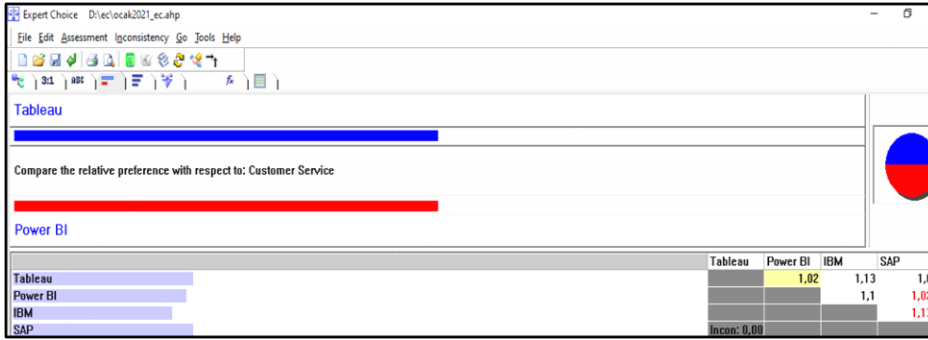 Expert Choice D:\ec\ocak2021_ec.ahp
File Edit Assessment Inconsistency Go Tools Help
3:1 ABC fx
Tableau
Compare the relative preference with respect to: Customer Service
Power BI
Tableau Power BI IBM SAP
Tableau 1,02 1,13
Power BI 1,1
IBM
SAP Incon: 0,00